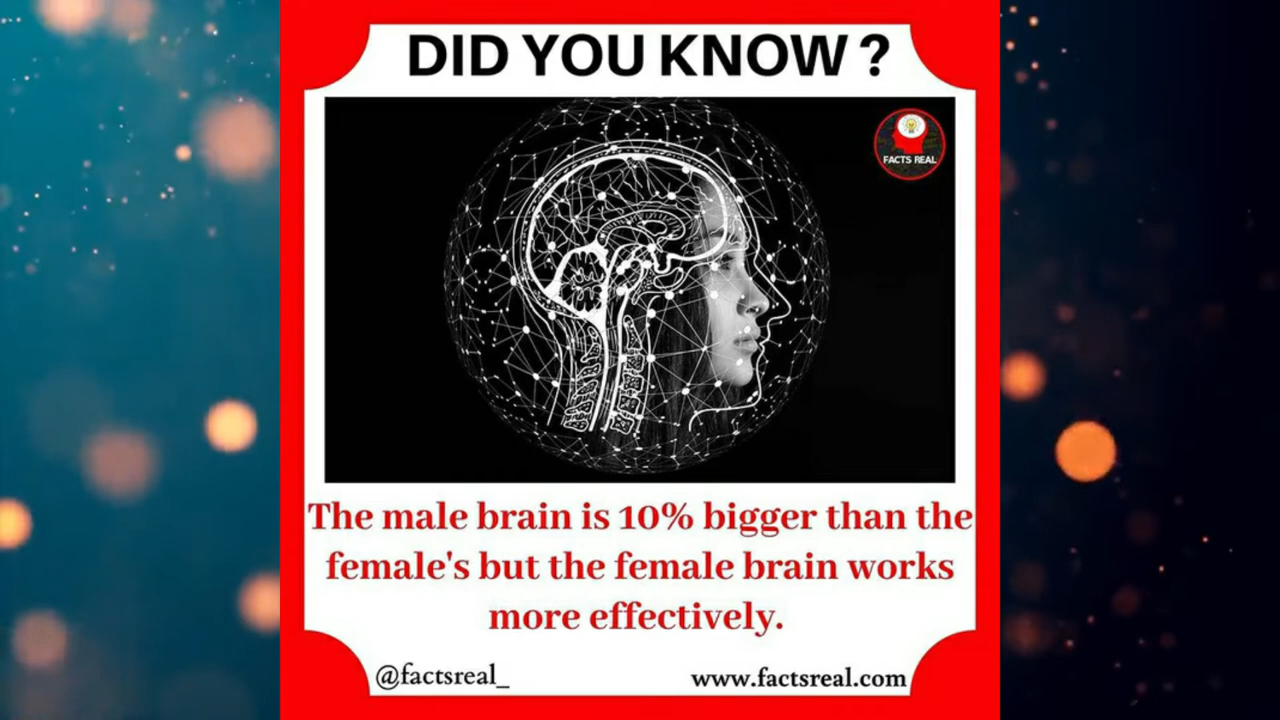 DID YOU KNOW ?
FACTS REAL
The male brain is 10% bigger than the
female's but the female brain works
more effectively.
@factsreal_
www.factsreal.com